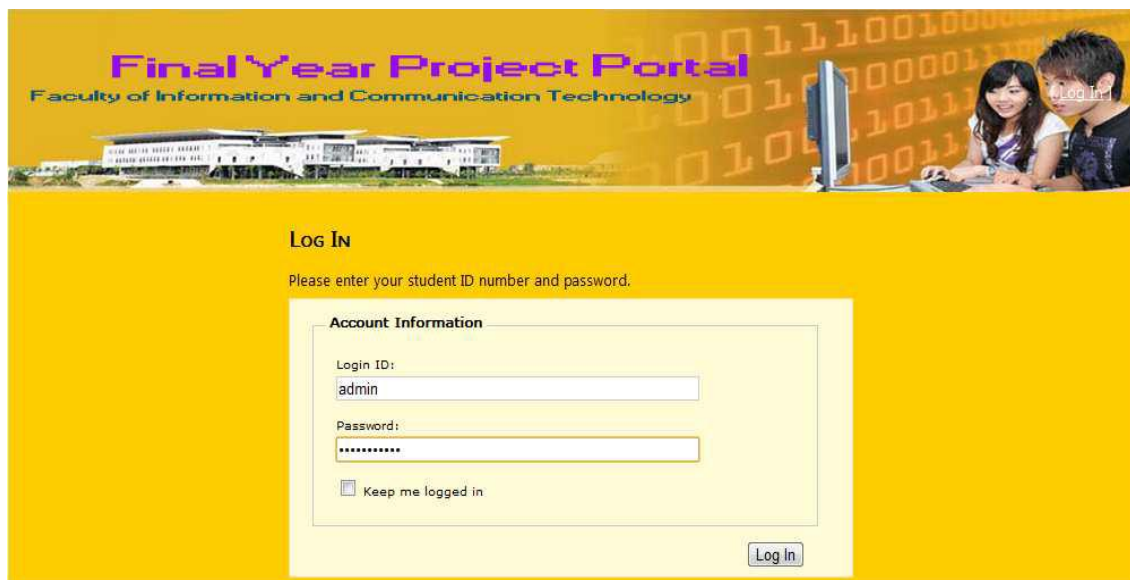 Final Year Project Portal
Faculty of Information and Communication Technology
[ Log In ]
LOG IN
Please enter your student ID number and password.
Account Information
Login ID:
admin
Password:
•••••••••••
Keep me logged in
Log In